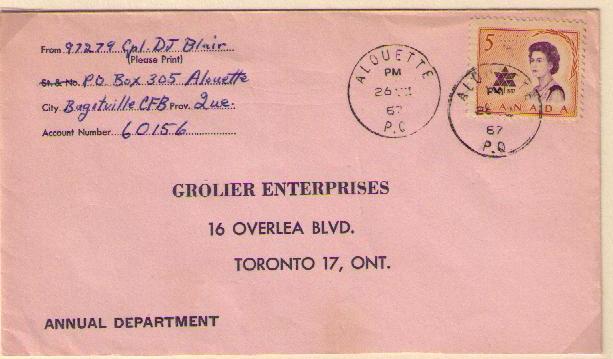 From 97279 Cpl. DJ Blair
(Please Print)
St. & No. P.O. Box 305 Alouette
City Bagotville CFB Prov. Que.
Account Number 60156
ALOUETTE
PM
67
P.Q
5
CANADA
67
P.Q
GROLIER ENTERPRISES
16 OVERLEA BLVD.
TORONTO 17, ONT.
ANNUAL DEPARTMENT